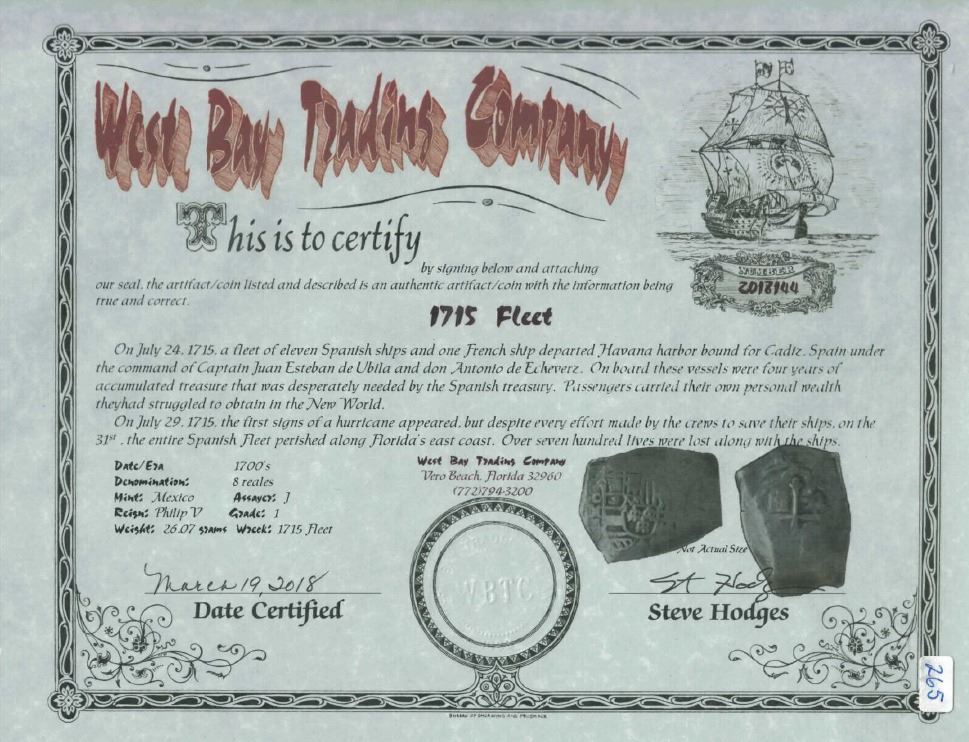 West Bay Trading Company
This is to certify
by signing below and attaching
our seal, the artifact/coin listed and described is an authentic artifact/coin with the information being
true and correct.
NUMBER
2018144
1715 Fleet
On July 24, 1715, a fleet of eleven Spanish ships and one French ship departed Havana harbor bound for Cadiz, Spain under
the command of Captain Juan Esteban de Ubila and don Antonio de Echeverz. On board these vessels were four years of
accumulated treasure that was desperately needed by the Spanish treasury. Passengers carried their own personal wealth
theyhad struggled to obtain in the New World.
On July 29, 1715, the first signs of a hurricane appeared, but despite every effort made by the crews to save their ships, on the
31st, the entire Spanish Fleet perished along Florida's east coast. Over seven hundred lives were lost along with the ships.
Date/Era 1700's
Denomination: 8 reales
Mint: Mexico Assayer: J
Reign: Philip V Grade: 1
Weight: 26.07 grams Wreck: 1715 Fleet
West Bay Trading Company
Vero Beach, Florida 32960
(772)794-3200
Not Actual Size
WBTC
March 19, 2018
Date Certified
Steve Hodges
265